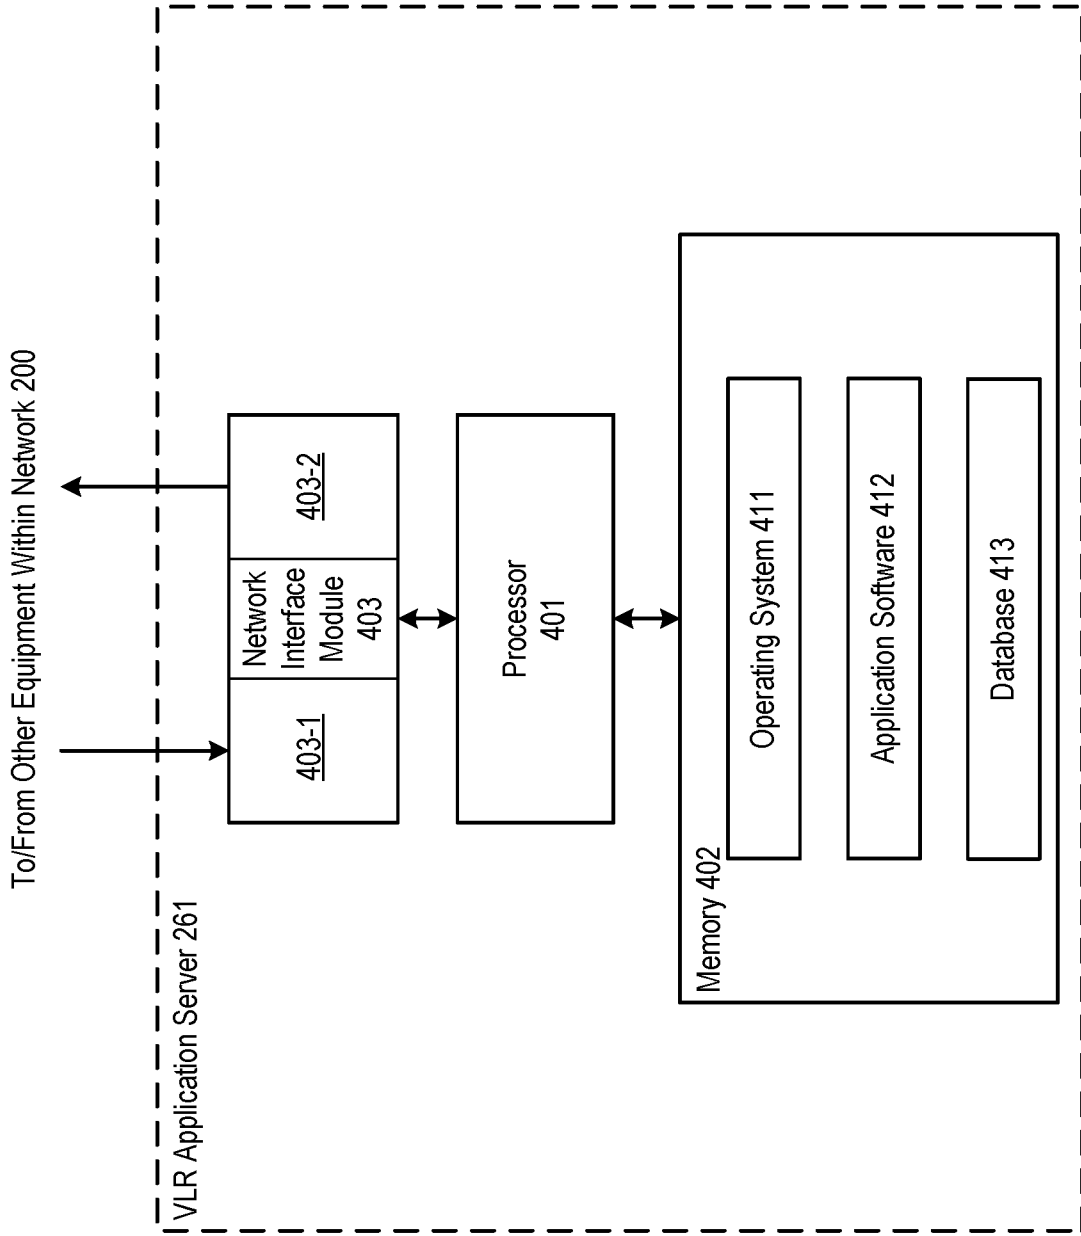 To/From Other Equipment Within Network 200
VLR Application Server 261
403-1
Network
Interface
Module
403
403-2
Processor
401
Memory 402
Operating System 411
Application Software 412
Database 413